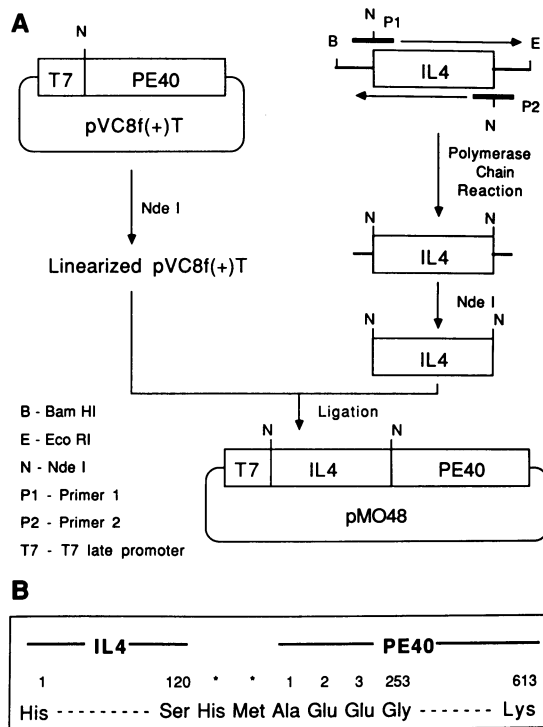 A
N
T7 PE40
pVC8f(+)T
Nde I
Linearized pVC8f(+)T
N P1
B E
IL4
P2
N
Polymerase
Chain
Reaction
N N
IL4
Nde I
N N
IL4
Ligation
B - Bam HI
E - Eco RI
N - Nde I
P1 - Primer 1
P2 - Primer 2
T7 - T7 late promoter
N N
T7 IL4 PE40
pMO48
B
IL4 PE40
1 120 * * 1 2 3 253 613
His - - - - - - - - - - Ser His Met Ala Glu Glu Gly - - - - - - - - Lys